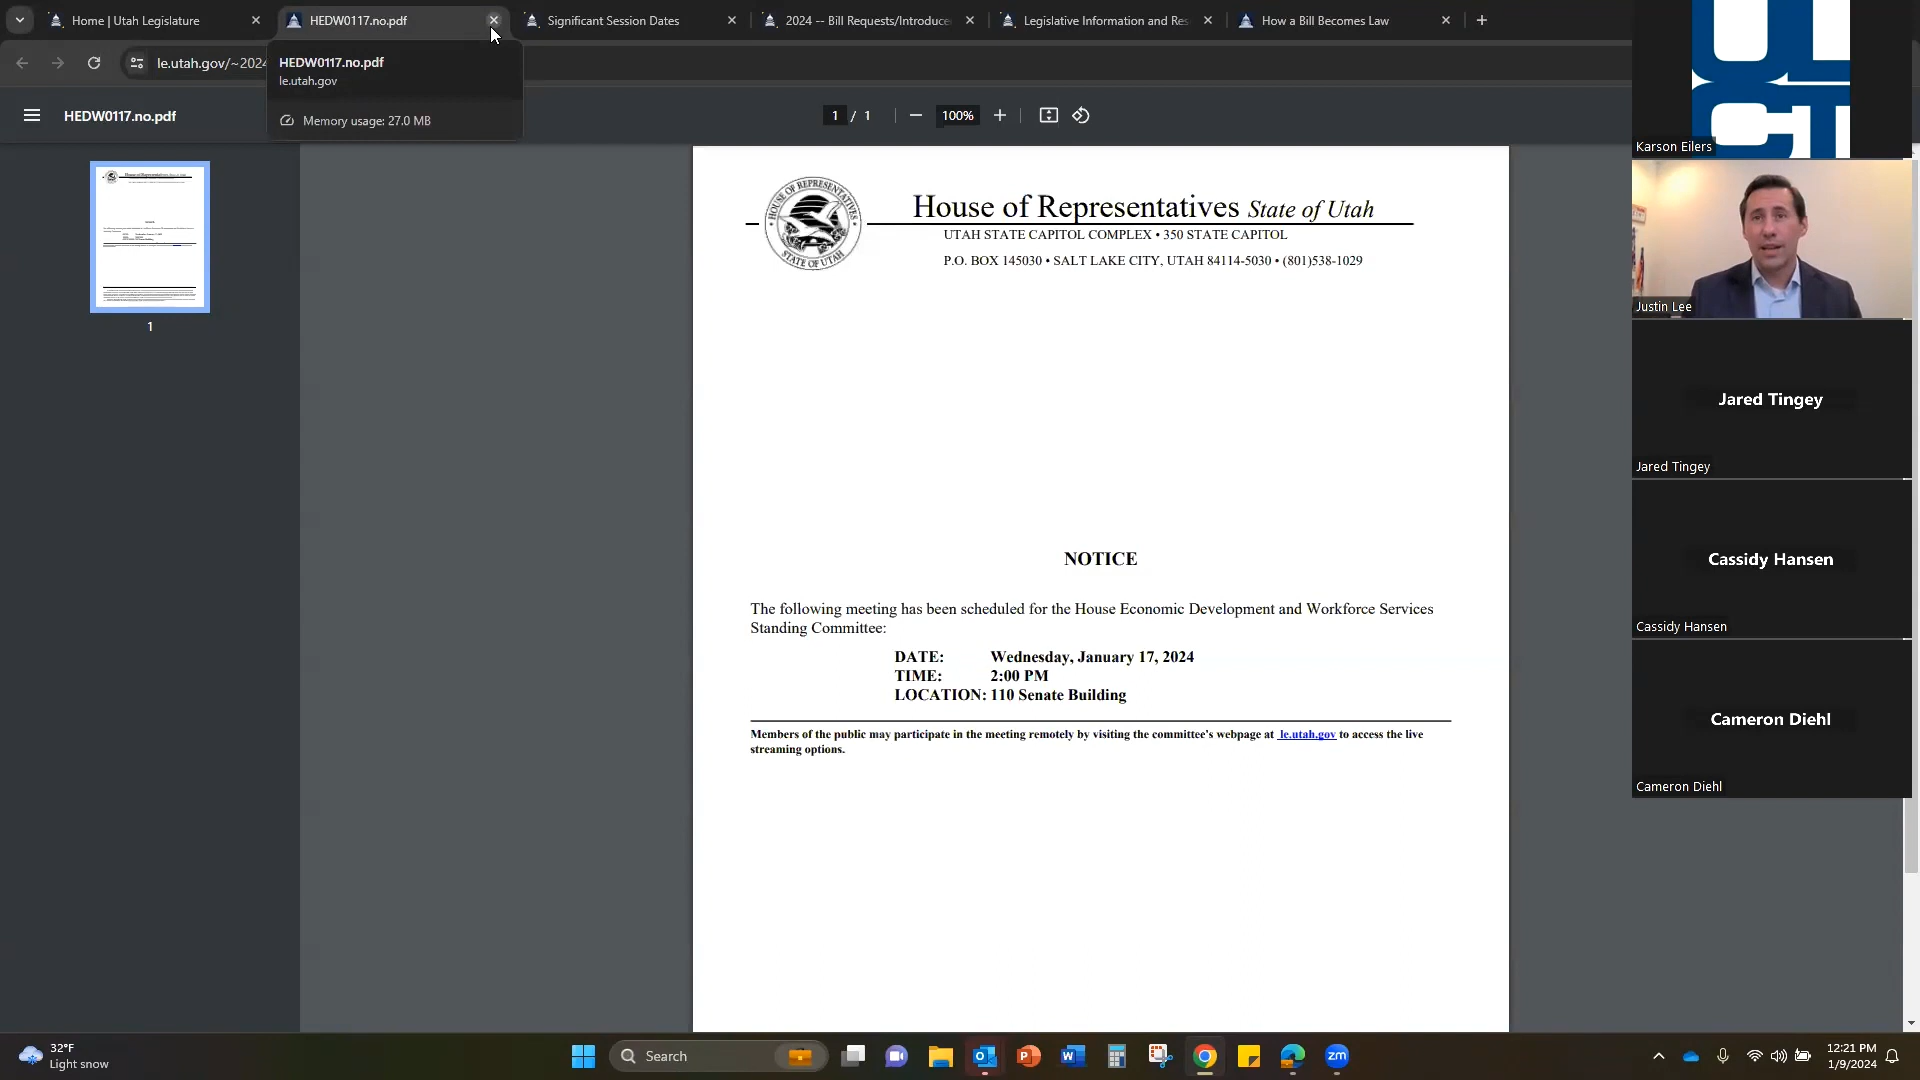 Home | Utah Legislature
HEDW0117.no.pdf
Significant Session Dates
2024 -- Bill Requests/Introduce
Legislative Information and Res
How a Bill Becomes Law
le.utah.gov/~2024
HEDW0117.no.pdf
le.utah.gov
Memory usage: 27.0 MB
HEDW0117.no.pdf
1 / 1
100%
1
HOUSE OF REPRESENTATIVES
STATE OF UTAH
House of Representatives State of Utah
UTAH STATE CAPITOL COMPLEX • 350 STATE CAPITOL
P.O. BOX 145030 • SALT LAKE CITY, UTAH 84114-5030 • (801)538-1029
NOTICE
The following meeting has been scheduled for the House Economic Development and Workforce Services
Standing Committee:
DATE: Wednesday, January 17, 2024
TIME: 2:00 PM
LOCATION: 110 Senate Building
Members of the public may participate in the meeting remotely by visiting the committee's webpage at le.utah.gov to access the live
streaming options.
Karson Eilers
Justin Lee
Jared Tingey
Jared Tingey
Cassidy Hansen
Cassidy Hansen
Cameron Diehl
Cameron Diehl
32°F
Light snow
Search
zm
12:21 PM
1/9/2024